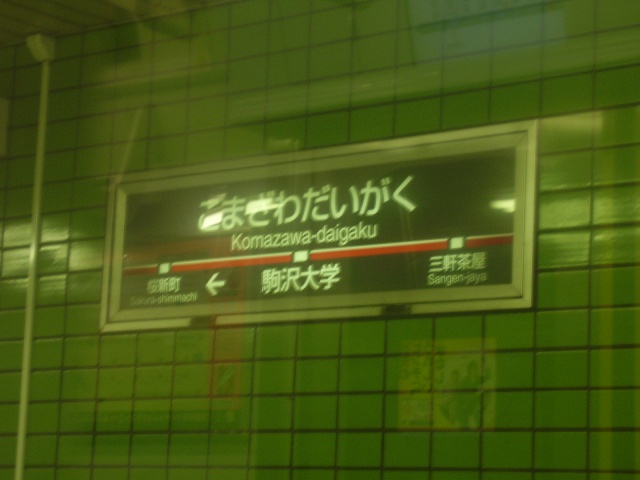 こまざわだいがく
Komazawa-daigaku
桜新町
Sakura-shimmachi
駒沢大学
三軒茶屋
Sangen-jaya